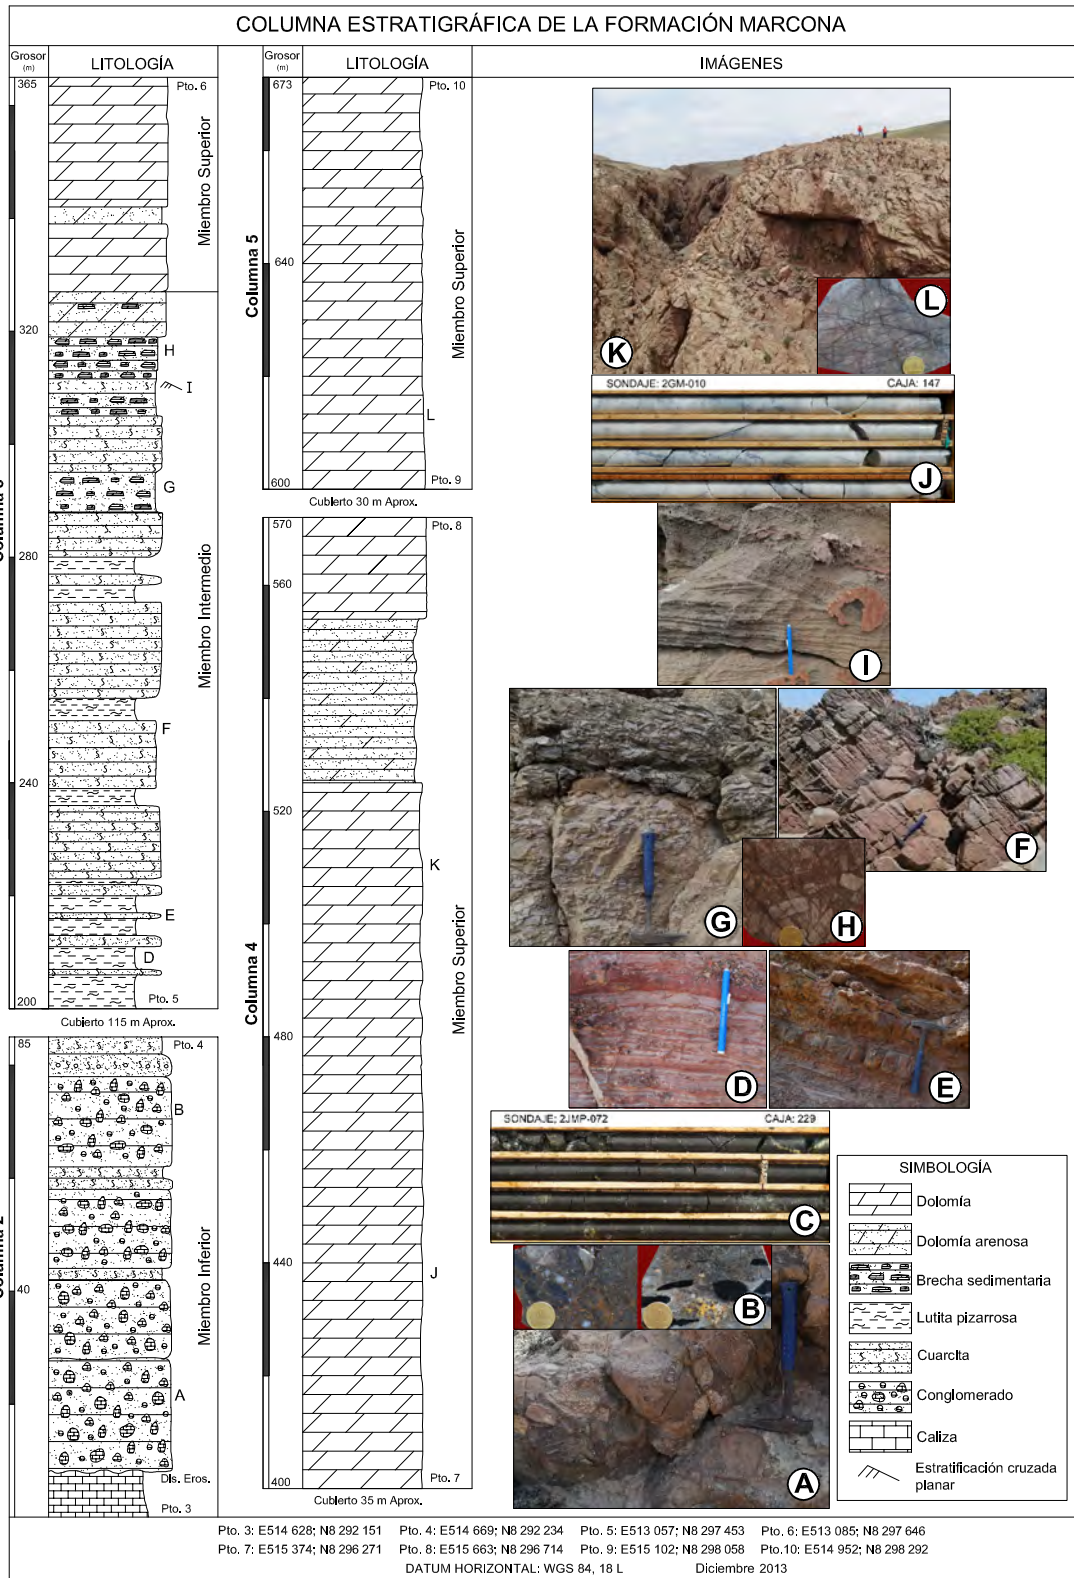 COLUMNA ESTRATIGRÁFICA DE LA FORMACIÓN MARCONA
Grosor
(m)
LITOLOGÍA
365
Pto. 6
Miembro Superior
320
H
I
G
280
Miembro Intermedio
F
240
E
D
Pto. 5
200
Cubierto 115 m Aprox.
85
Pto. 4
B
Miembro Inferior
40
A
Dis. Eros.
Pto. 3
Grosor
(m)
LITOLOGÍA
673
Pto. 10
Columna 5
640
Miembro Superior
L
600
Pto. 9
Cubierto 30 m Aprox.
570
Pto. 8
560
520
K
Columna 4
Miembro Superior
480
440
J
400
Pto. 7
Cubierto 35 m Aprox.
IMÁGENES
K
L
SONDAJE: 2GM-010
CAJA: 147
J
I
G
H
F
D
E
SONDAJE; 2JMP-072
CAJA: 229
C
B
A
SIMBOLOGÍA
Dolomía
Dolomía arenosa
Brecha sedimentaria
Lutita pizarrosa
Cuarcita
Conglomerado
Caliza
Estratificación cruzada
planar
Pto. 3: E514 628; N8 292 151 Pto. 4: E514 669; N8 292 234 Pto. 5: E513 057; N8 297 453 Pto. 6: E513 085; N8 297 646
Pto. 7: E515 374; N8 296 271 Pto. 8: E515 663; N8 296 714 Pto. 9: E515 102; N8 298 058 Pto.10: E514 952; N8 298 292
DATUM HORIZONTAL: WGS 84, 18 L Diciembre 2013